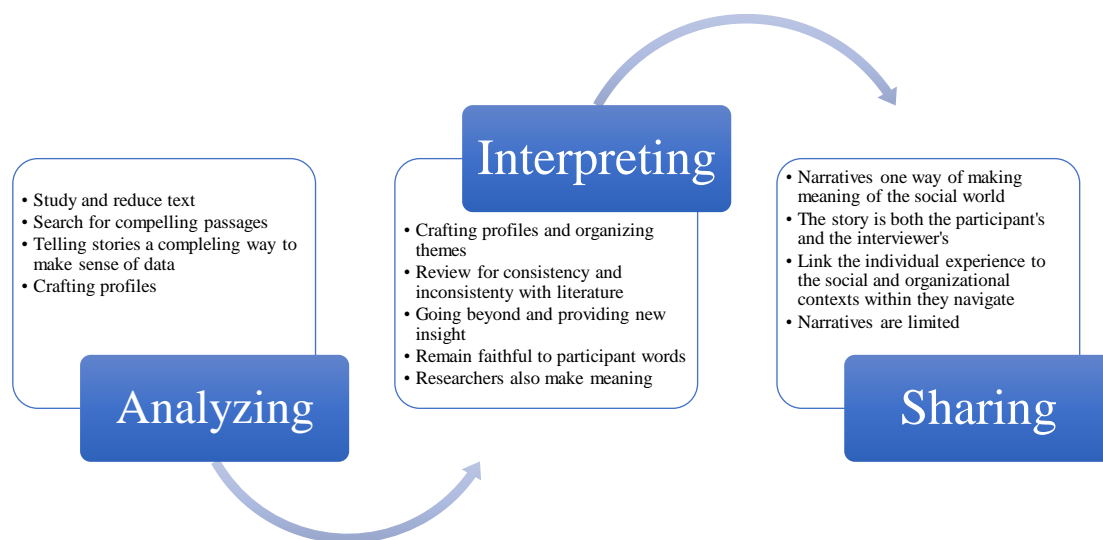 • Study and reduce text
• Search for compelling passages
• Telling stories a compleling way to
make sense of data
• Crafting profiles
Analyzing
Interpreting
• Crafting profiles and organizing
themes
• Review for consistency and
inconsistenty with literature
• Going beyond and providing new
insight
• Remain faithful to participant words
• Researchers also make meaning
• Narratives one way of making
meaning of the social world
• The story is both the participant's
and the interviewer's
• Link the individual experience to
the social and organizational
contexts within they navigate
• Narratives are limited
Sharing